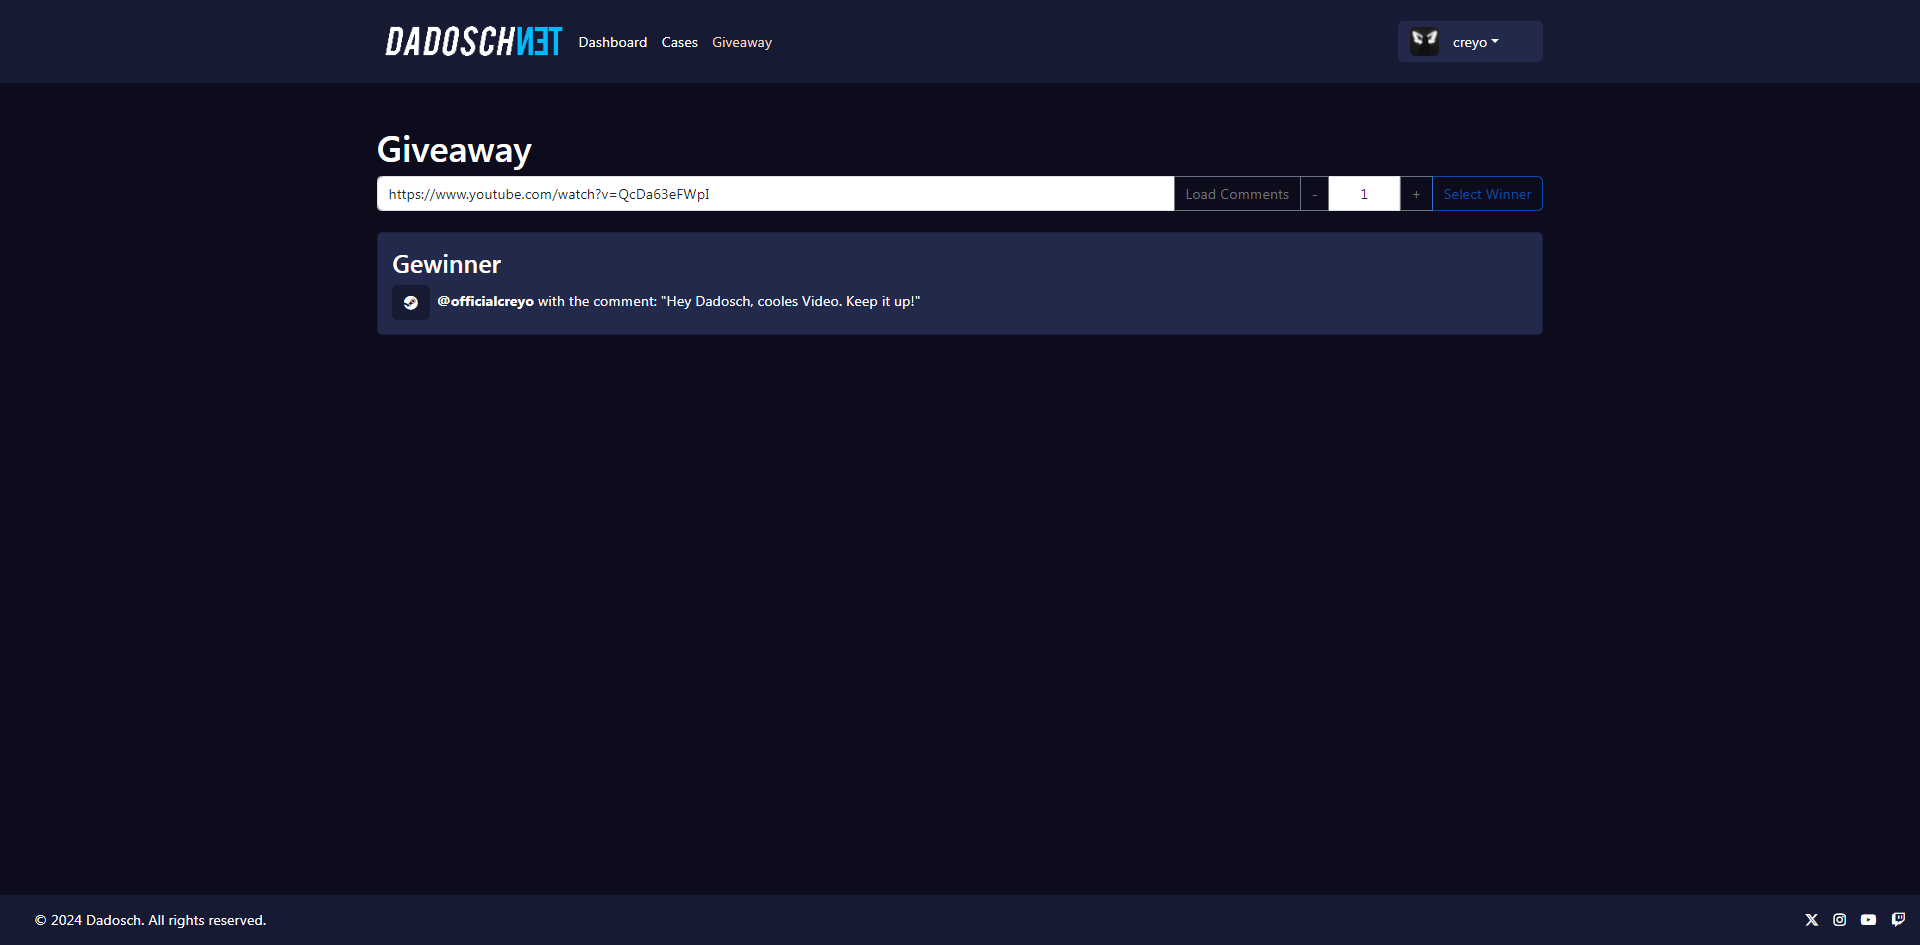 DADOSCHNET Dashboard Cases Giveaway creyo
Giveaway
https://www.youtube.com/watch?v=QcDa63eFWpI Load Comments - 1 + Select Winner
Gewinner
@officialcreyo with the comment: "Hey Dadosch, cooles Video. Keep it up!"
© 2024 Dadosch. All rights reserved.